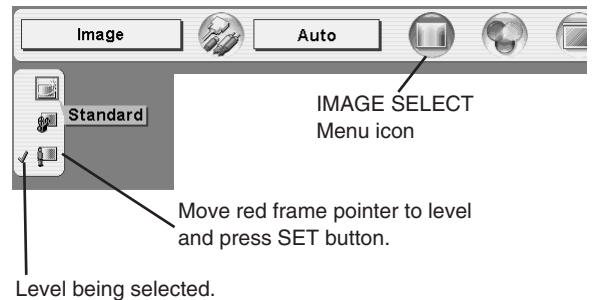 Image
Auto
IMAGE SELECT
Menu icon
Standard
Move red frame pointer to level
and press SET button.
Level being selected.